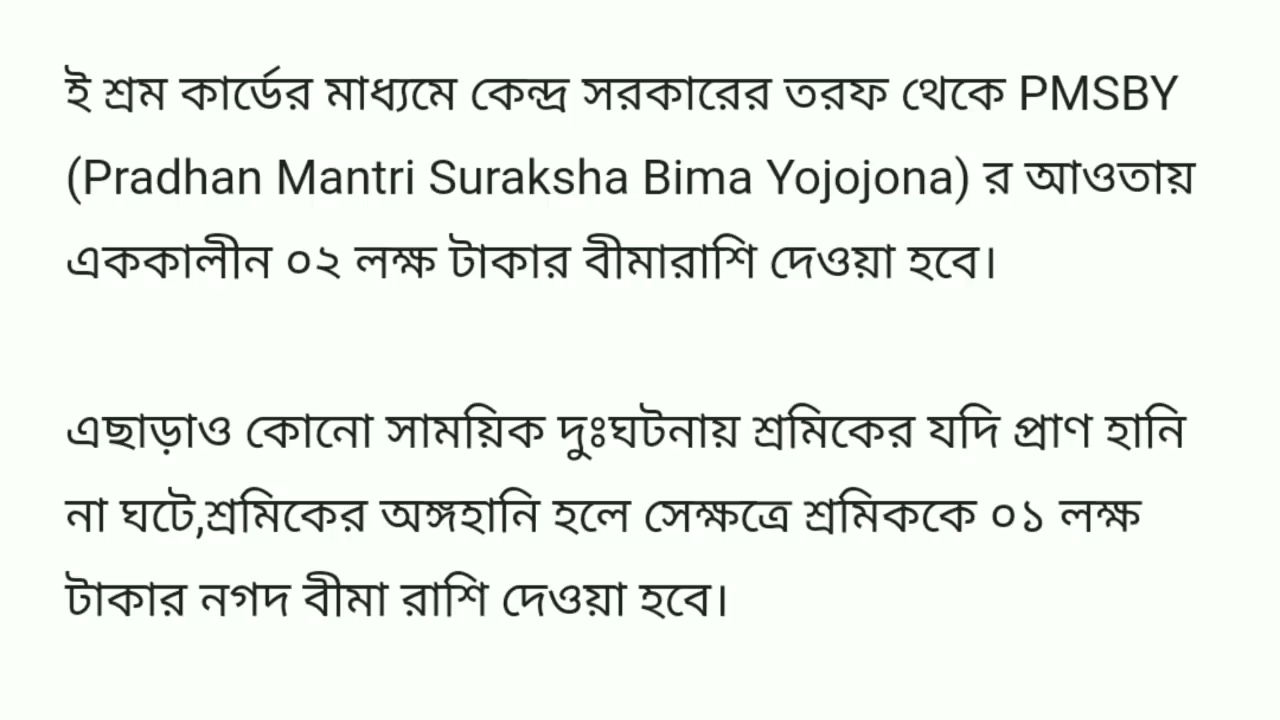 ই শ্রম কার্ডের মাধ্যমে কেন্দ্র সরকারের তরফ থেকে PMSBY
(Pradhan Mantri Suraksha Bima Yojojona) র আওতায়
এককালীন ০২ লক্ষ টাকার বীমারাশি দেওয়া হবে।
এছাড়াও কোনো সাময়িক দুঃঘটনায় শ্রমিকের যদি প্রাণ হানি
না ঘটে,শ্রমিকের অঙ্গহানি হলে সেক্ষত্রে শ্রমিককে ০১ লক্ষ
টাকার নগদ বীমা রাশি দেওয়া হবে।